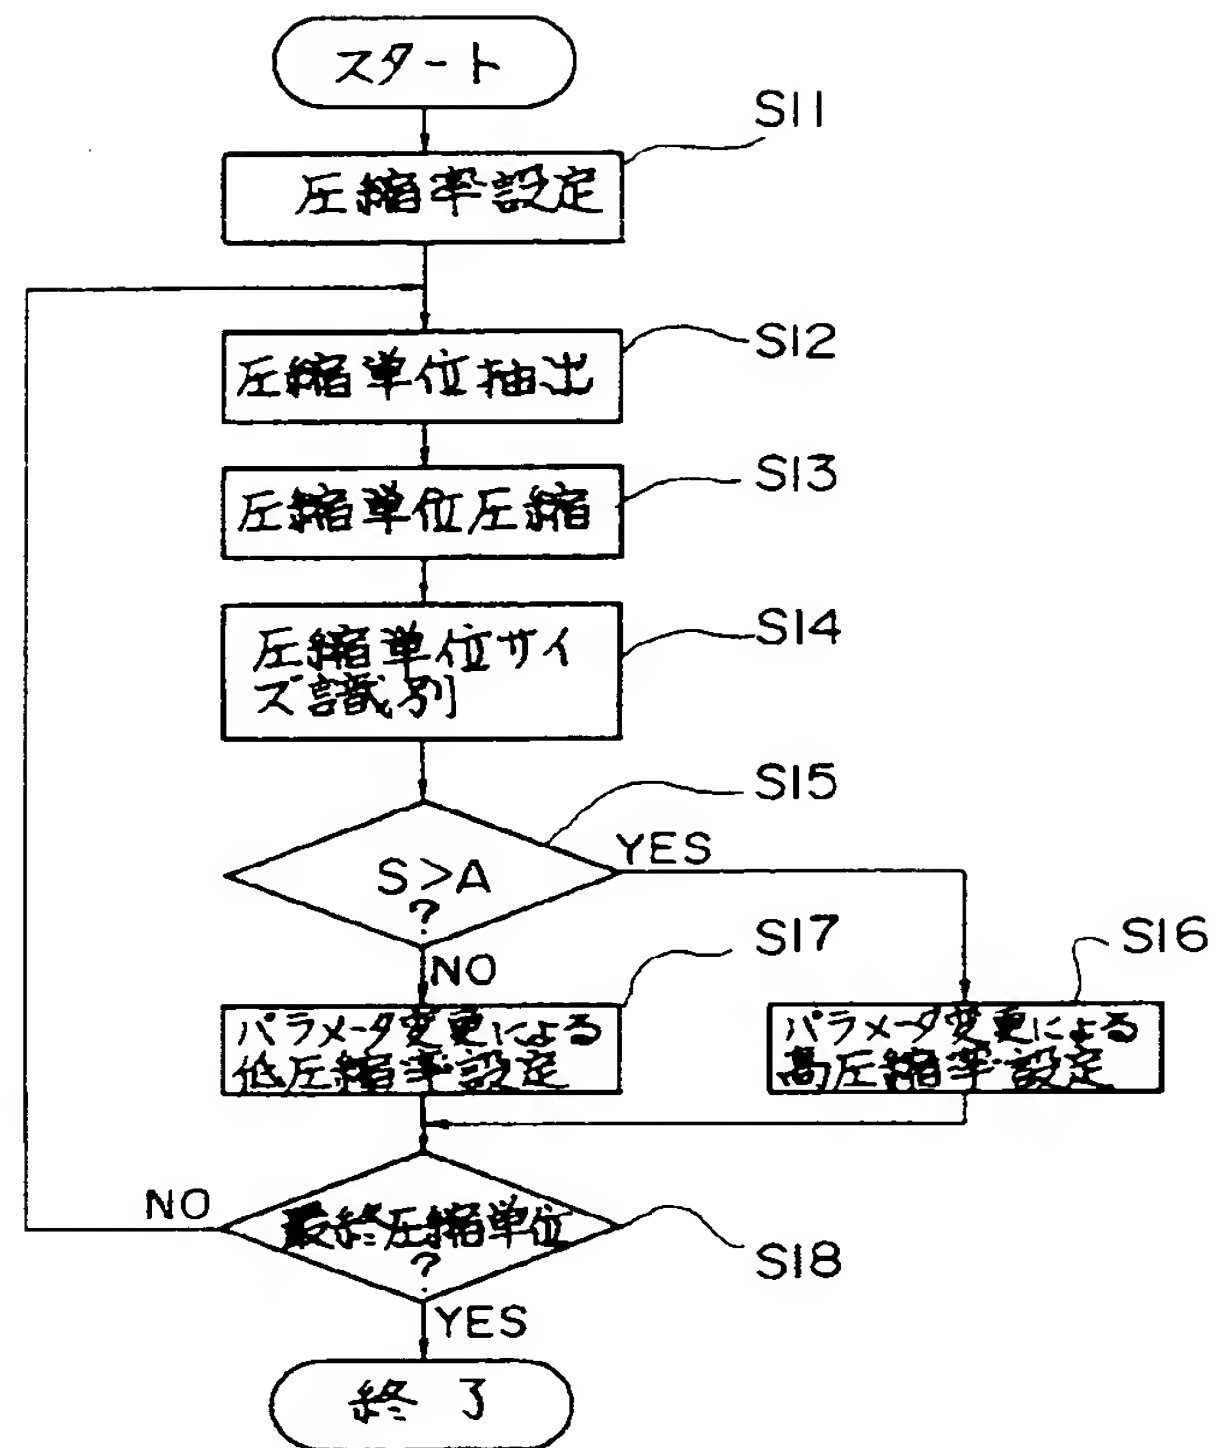 スタート
S11
圧縮率設定
S12
圧縮単位抽出
S13
圧縮単位圧縮
S14
圧縮単位サイ
ズ識別
S15
S>A
?
YES
NO
S17
S16
パラメータ変更による
低圧縮率設定
パラメータ変更による
高圧縮率設定
NO
最終圧縮単位
?
S18
YES
終了